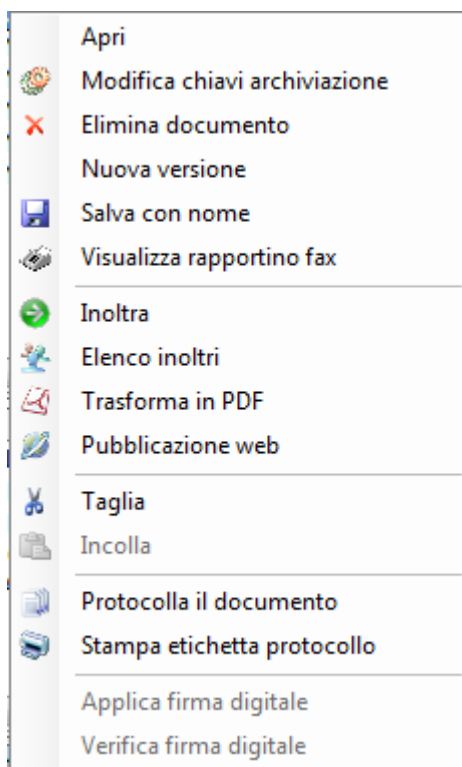 Apri
Modifica chiavi archiviazione
Elimina documento
Nuova versione
Salva con nome
Visualizza rapportino fax
Inoltra
Elenco inoltri
Trasforma in PDF
Pubblicazione web
Taglia
Incolla
Protocolla il documento
Stampa etichetta protocollo
Applica firma digitale
Verifica firma digitale